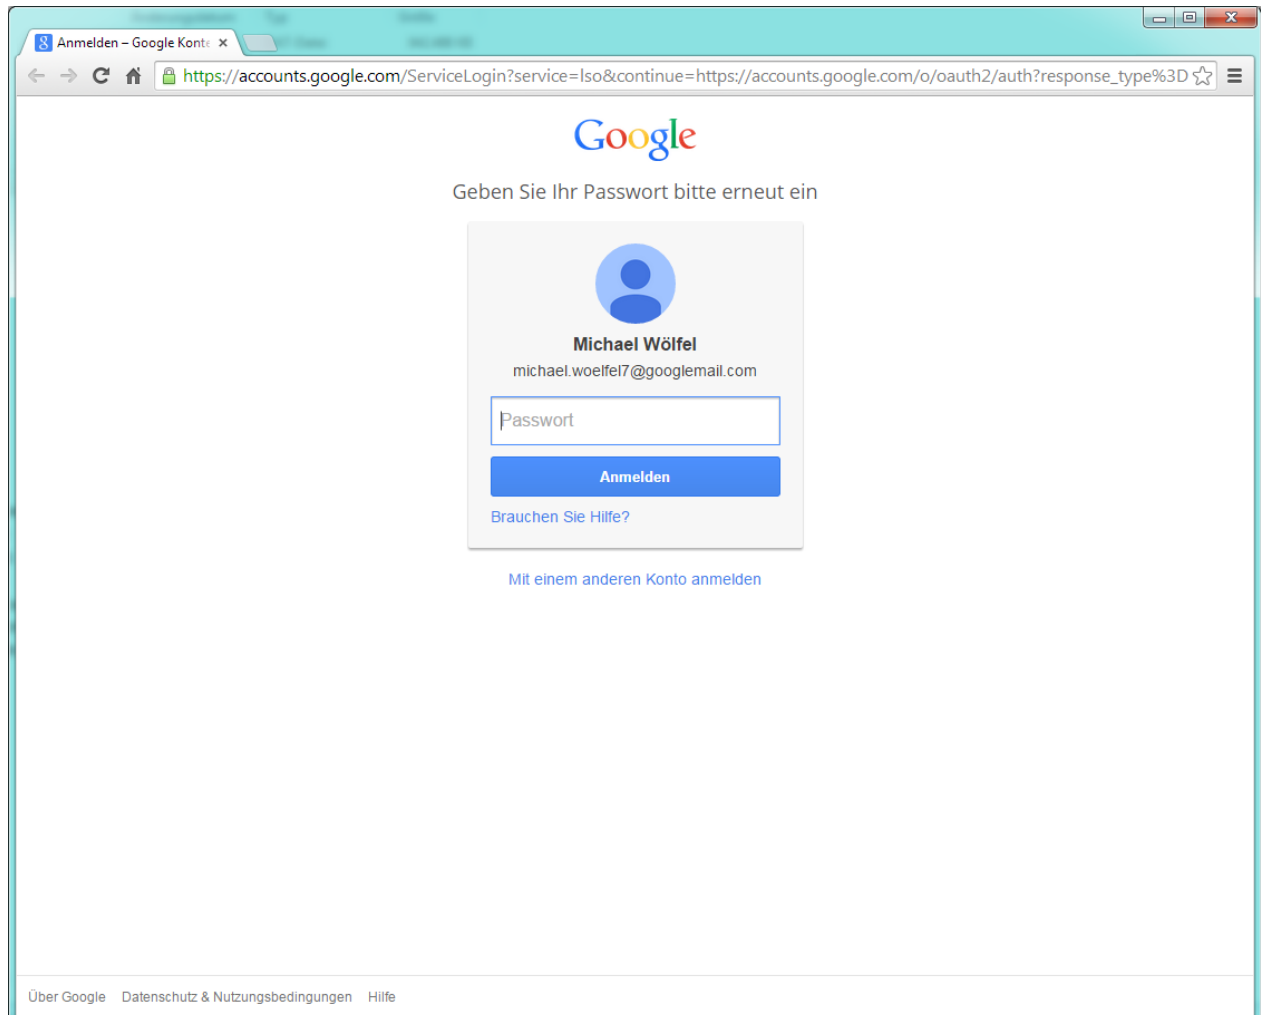 Anmelden – Google Konte
https://accounts.google.com/ServiceLogin?service=lso&continue=https://accounts.google.com/o/oauth2/auth?response_type%3D
Google
Geben Sie Ihr Passwort bitte erneut ein
Michael Wölfel
michael.woelfel7@googlemail.com
Passwort
Anmelden
Brauchen Sie Hilfe?
Mit einem anderen Konto anmelden
Über Google Datenschutz & Nutzungsbedingungen Hilfe